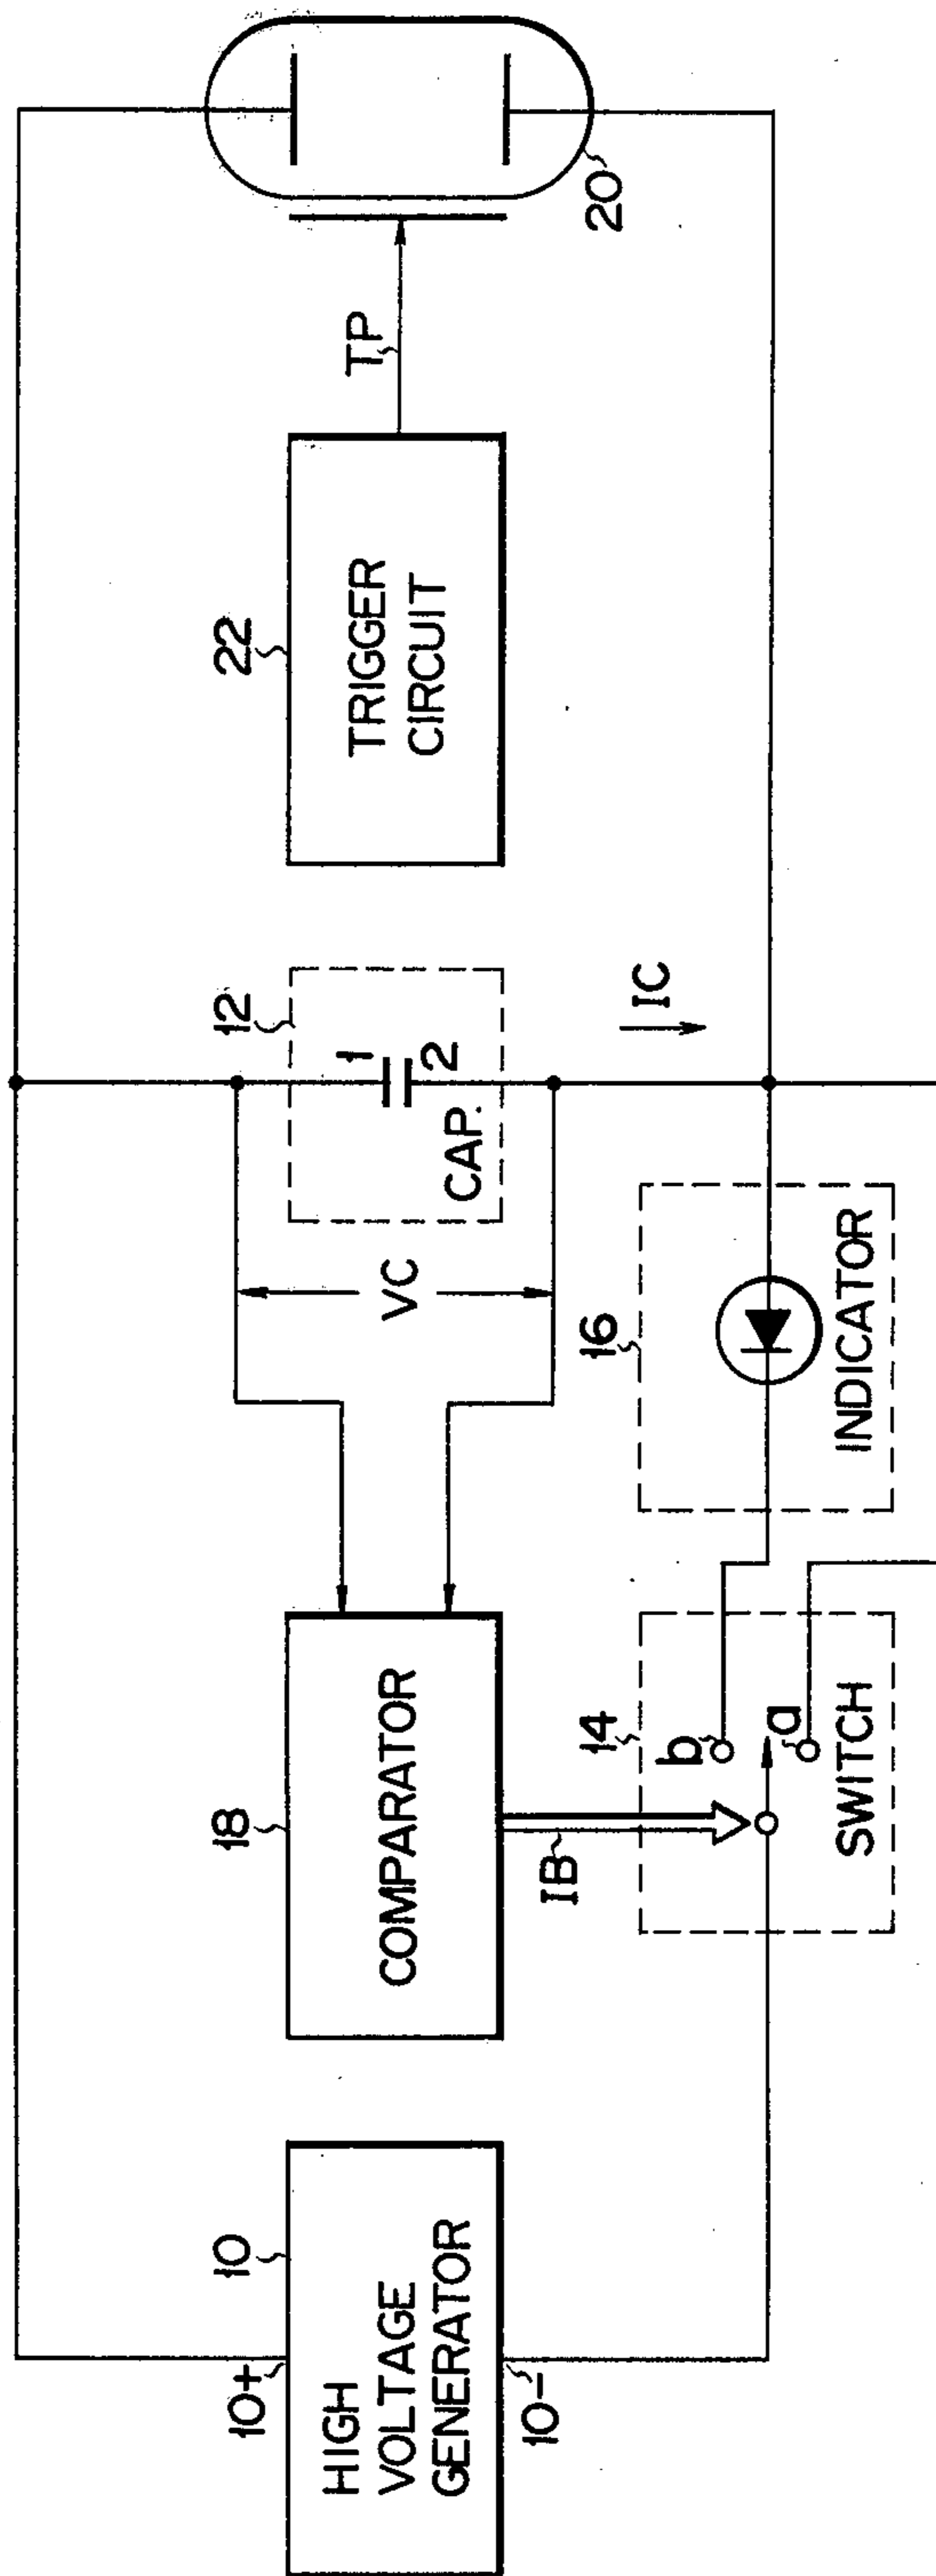 10+
10
HIGH
VOLTAGE
GENERATOR
10-
18
COMPARATOR
IB
14
b
a
SWITCH
VC
16
INDICATOR
12
1
2
CAP.
IC
22
TRIGGER
CIRCUIT
TP
20